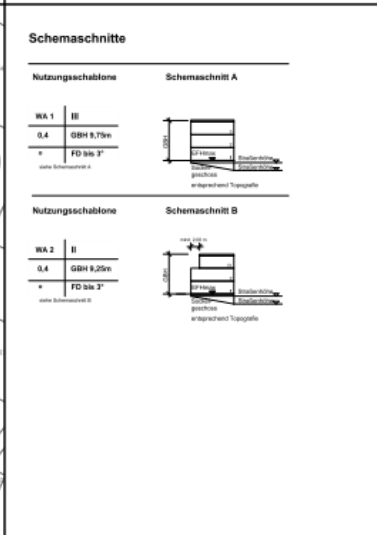 Schemaschnitte
Nutzungsschablone Schemaschnitt A
WA 1 III
0,4 GBH 9,75m
FD bis 3°
siehe Schemaschnitt A
GBH
EFHmax
Straßenhöhe
Straßenhöhe
Sockel-
geschoss
entsprechend Topografie
Nutzungsschablone Schemaschnitt B
WA 2 II
0,4 GBH 9,25m
FD bis 3°
siehe Schemaschnitt B
GBH
EFHmax
Straßenhöhe
Straßenhöhe
Sockel-
geschoss
entsprechend Topografie